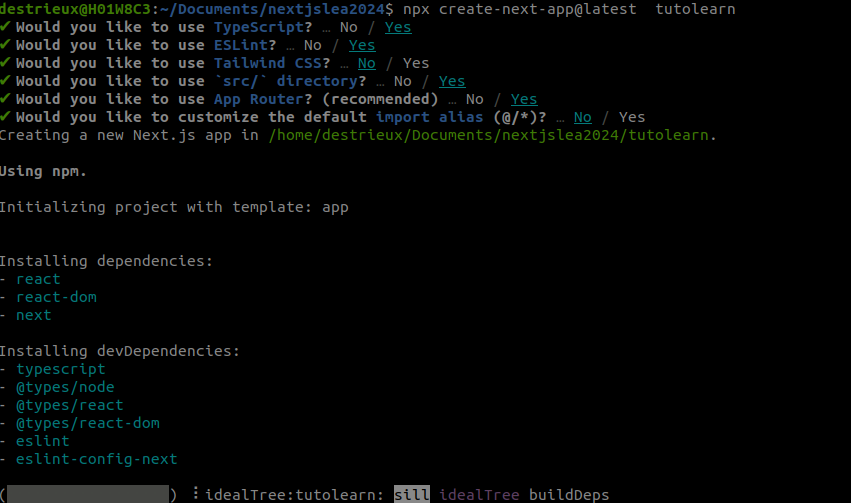 destrieux@H01W8C3:~/Documents/nextjslea2024$ npx create-next-app@latest  tutolearn
✔ Would you like to use TypeScript? … No / Yes
✔ Would you like to use ESLint? … No / Yes
✔ Would you like to use Tailwind CSS? … No / Yes
✔ Would you like to use `src/` directory? … No / Yes
✔ Would you like to use App Router? (recommended) … No / Yes
✔ Would you like to customize the default import alias (@/*)? … No / Yes
Creating a new Next.js app in /home/destrieux/Documents/nextjslea2024/tutolearn.
Using npm.
Initializing project with template: app
Installing dependencies:
- react
- react-dom
- next
Installing devDependencies:
- typescript
- @types/node
- @types/react
- @types/react-dom
- eslint
- eslint-config-next
(                  ) ⠸ idealTree:tutolearn: sill idealTree buildDeps